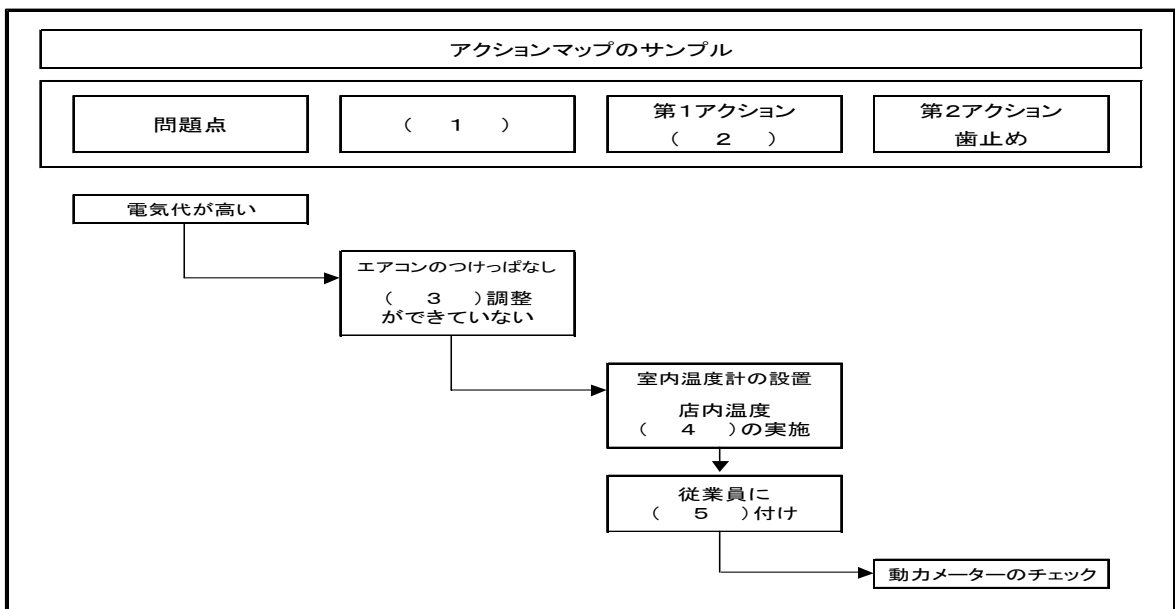 アクションマップのサンプル
問題点
(　1　)
第1アクション
(　2　)
第2アクション
歯止め
電気代が高い
エアコンのつけっぱなし
(　3　)調整
ができていない
室内温度計の設置
店内温度
(　4　)の実施
従業員に
(　5　)付け
動力メーターのチェック